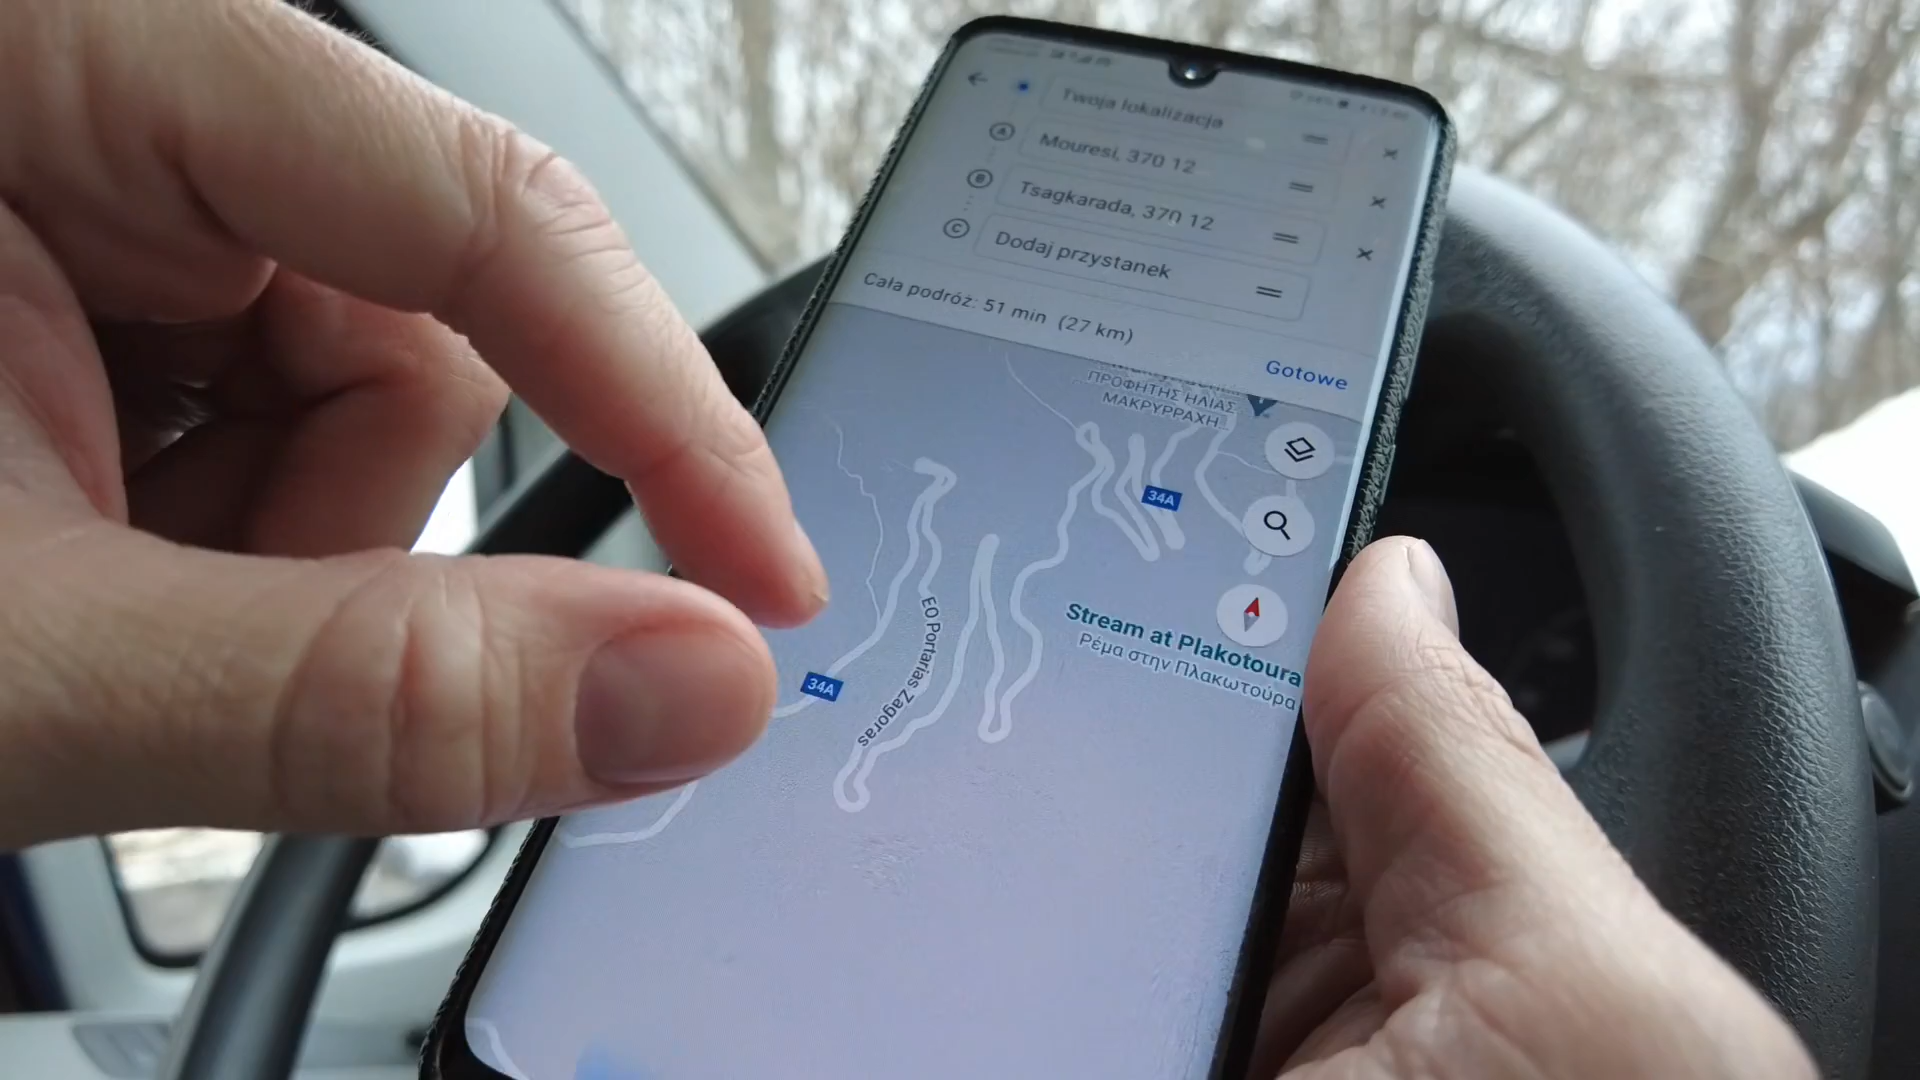 Twoja lokalizacja
A
Mouresi, 370 12
B
Tsagkarada, 370 12
C
Dodaj przystanek
Cała podróż: 51 min (27 km)
Gotowe
ΠΡΟΦΗΤΗΣ ΗΛΙΑΣ
ΜΑΚΡΥΡΡΑΧΗ...
34A
Stream at Plakotoura
Ρέμα στην Πλακωτούρα
EO Portarias Zagoras
34A